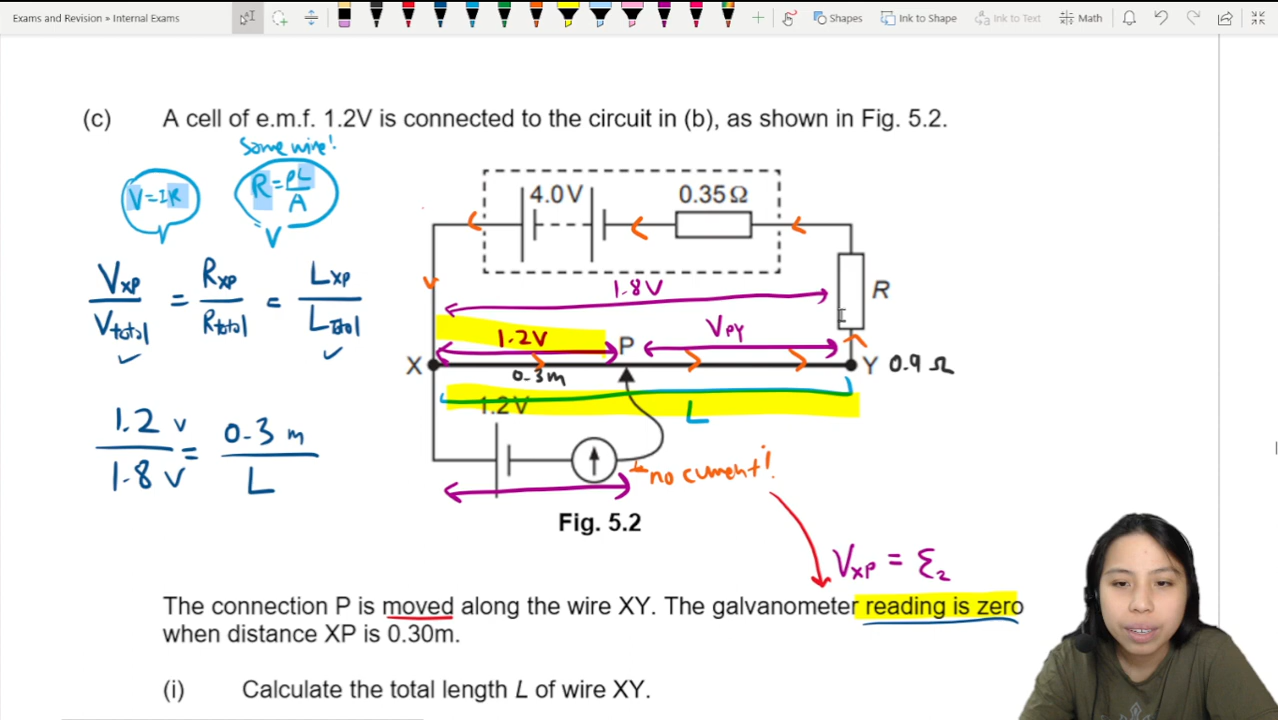 Exams and Revision » Internal Exams
Shapes
Ink to Shape
Ink to Text
Math
(c) A cell of e.m.f. 1.2V is connected to the circuit in (b), as shown in Fig. 5.2.
Same wire!
V=IR
R=ρL/A
V
4.0V
0.35Ω
R
1.8V
Vxp/Vtotal = Rxp/Rtotal = Lxp/LTotal
1.2V
P
VPY
X
0.3m
Y 0.9Ω
1.2V
L
1.2 V/1.8 V = 0.3 m/L
no current!
Fig. 5.2
Vxp = ε2
The connection P is moved along the wire XY. The galvanometer reading is zero
when distance XP is 0.30m.
(i) Calculate the total length L of wire XY.